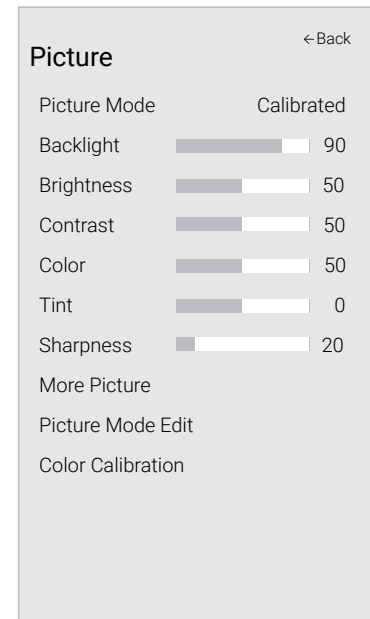 ←Back
Picture
Picture Mode Calibrated
Backlight 90
Brightness 50
Contrast 50
Color 50
Tint 0
Sharpness 20
More Picture
Picture Mode Edit
Color Calibration